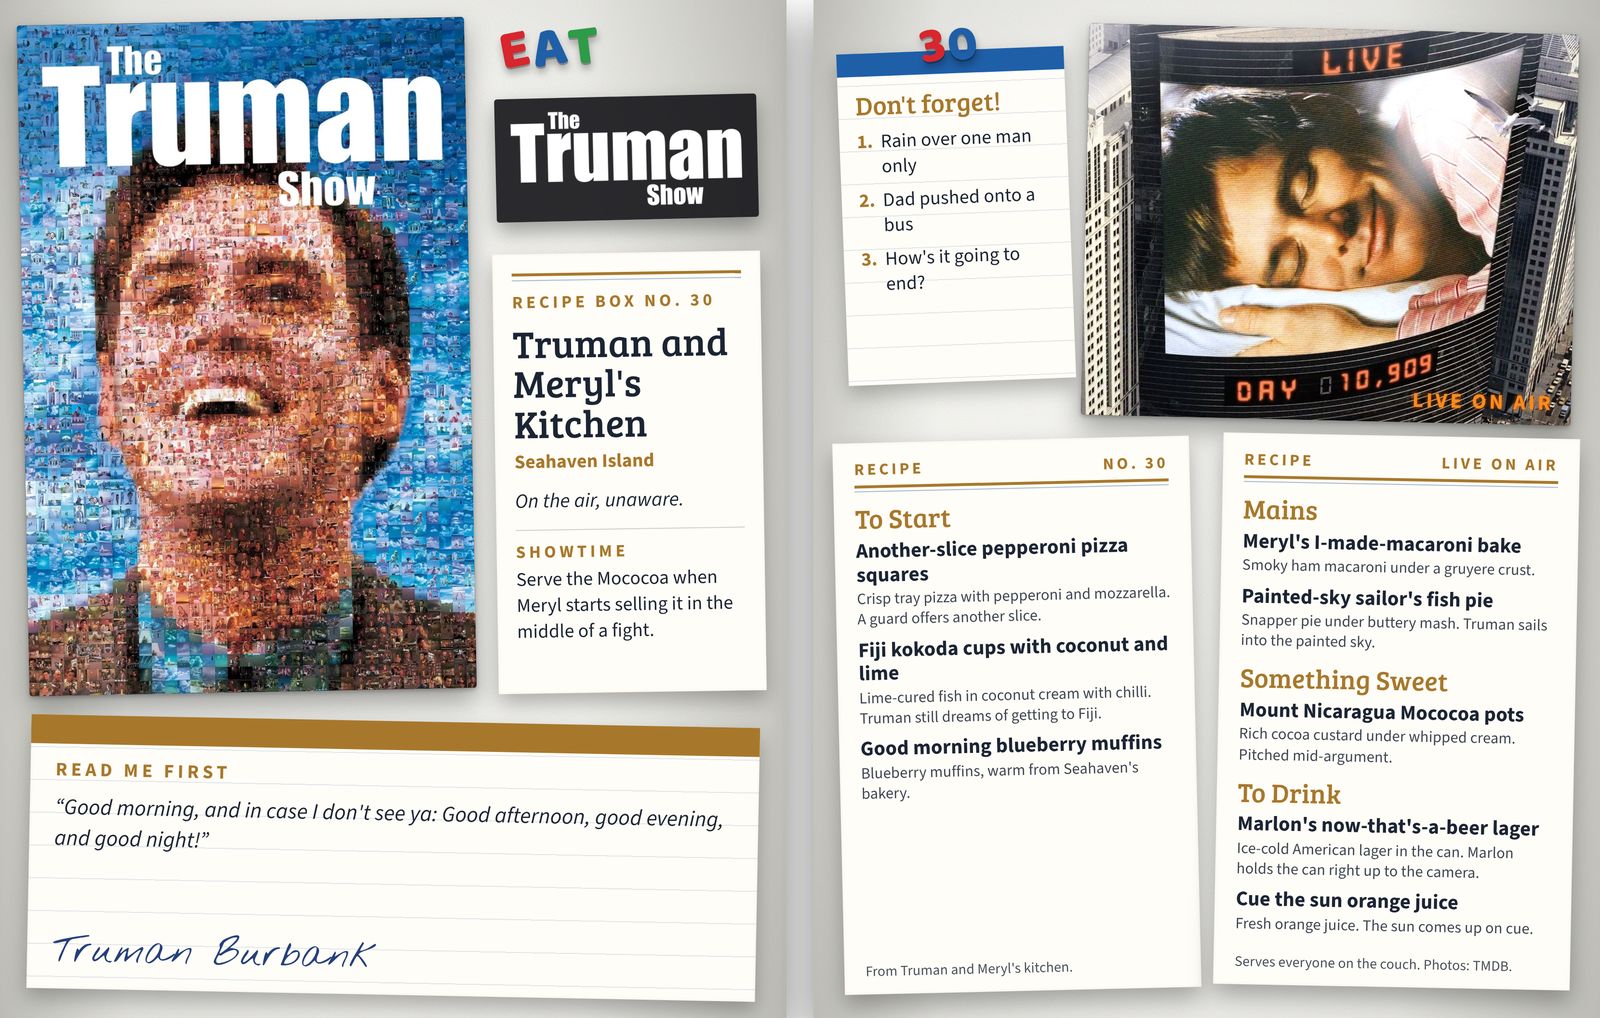 The
Truman
Show
EAT
The
Truman
Show
RECIPE BOX NO. 30
Truman and
Meryl's
Kitchen
Seahaven Island
On the air, unaware.
SHOWTIME
Serve the Mococoa when
Meryl starts selling it in the
middle of a fight.
READ ME FIRST
“Good morning, and in case I don't see ya: Good afternoon, good evening,
and good night!”
Truman Burbank
30
Don't forget!
1. Rain over one man
only
2. Dad pushed onto a
bus
3. How's it going to
end?
LIVE
DAY 10,909
LIVE ON AIR
RECIPE NO. 30
To Start
Another-slice pepperoni pizza
squares
Crisp tray pizza with pepperoni and mozzarella.
A guard offers another slice.
Fiji kokoda cups with coconut and
lime
Lime-cured fish in coconut cream with chilli.
Truman still dreams of getting to Fiji.
Good morning blueberry muffins
Blueberry muffins, warm from Seahaven's
bakery.
From Truman and Meryl's kitchen.
RECIPE LIVE ON AIR
Mains
Meryl's I-made-macaroni bake
Smoky ham macaroni under a gruyere crust.
Painted-sky sailor's fish pie
Snapper pie under buttery mash. Truman sails
into the painted sky.
Something Sweet
Mount Nicaragua Mococoa pots
Rich cocoa custard under whipped cream.
Pitched mid-argument.
To Drink
Marlon's now-that's-a-beer lager
Ice-cold American lager in the can. Marlon
holds the can right up to the camera.
Cue the sun orange juice
Fresh orange juice. The sun comes up on cue.
Serves everyone on the couch. Photos: TMDB.